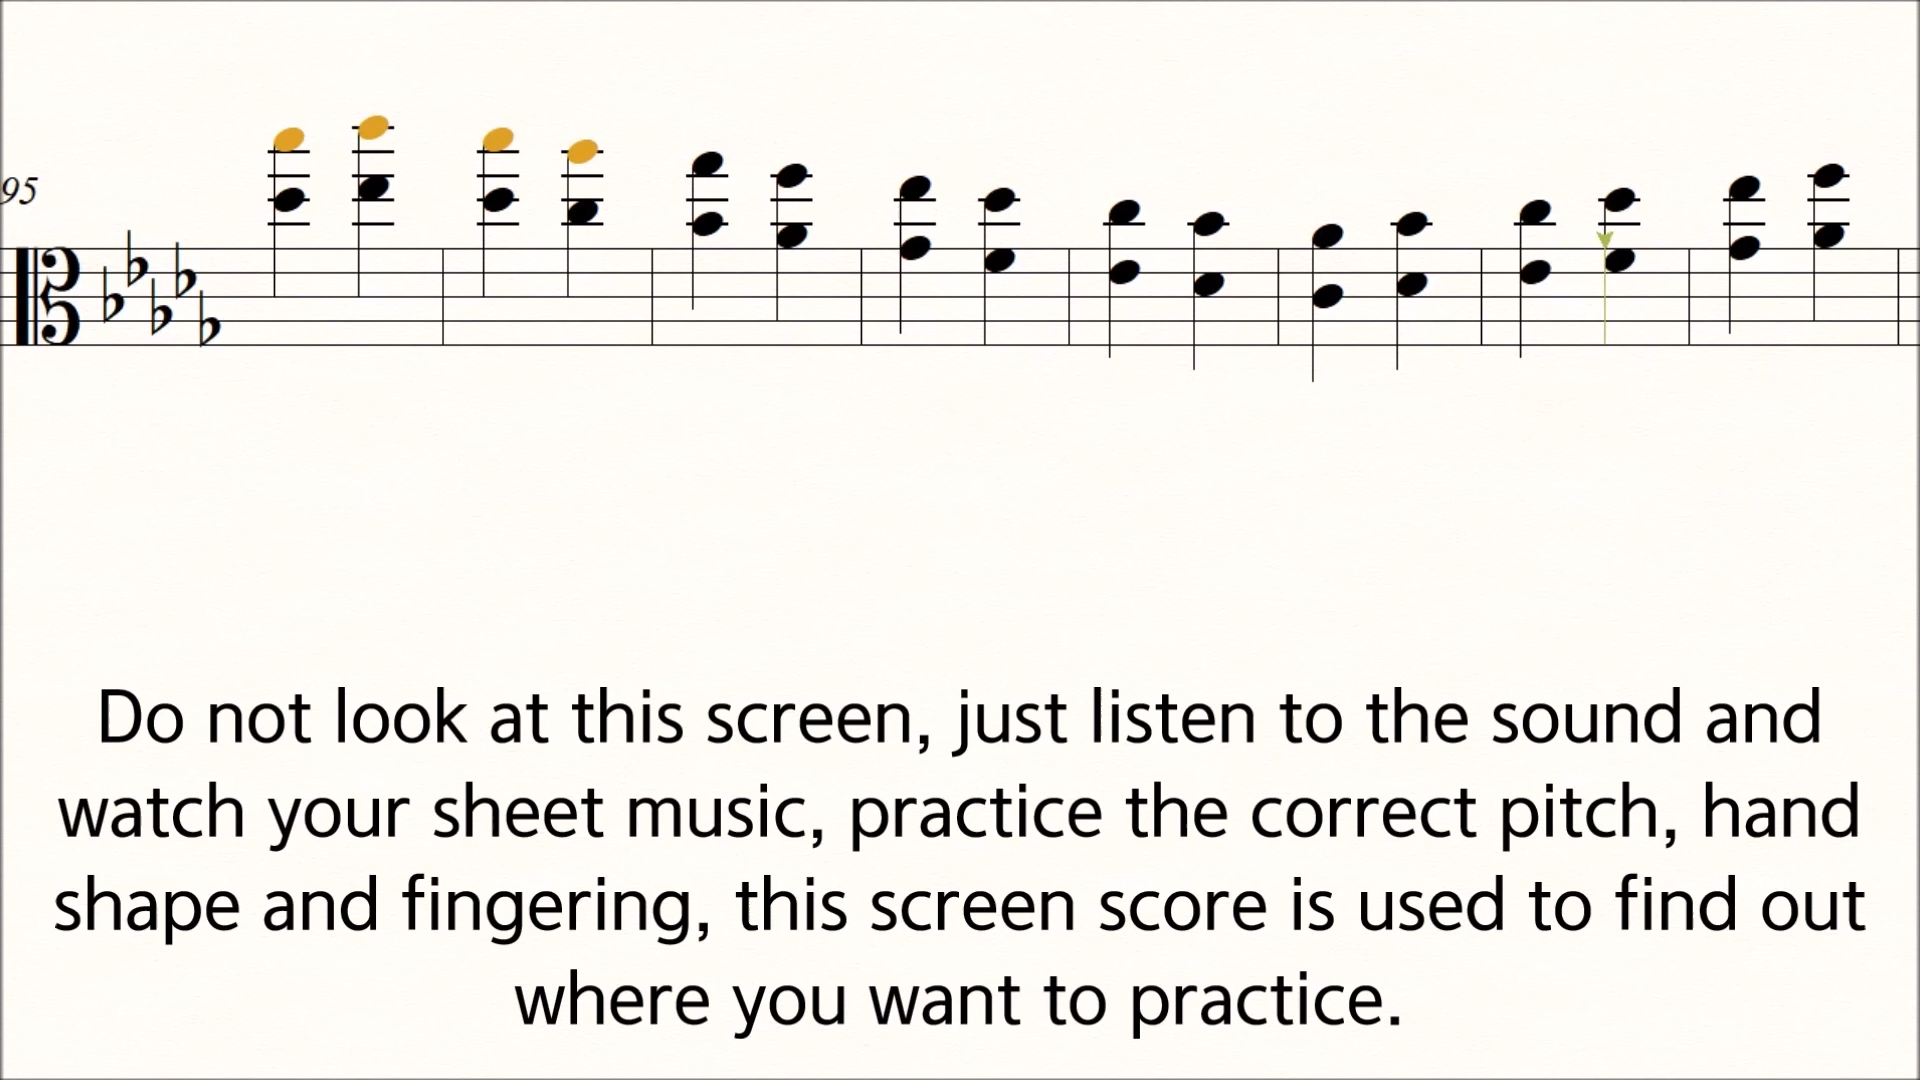 95
Do not look at this screen, just listen to the sound and
watch your sheet music, practice the correct pitch, hand
shape and fingering, this screen score is used to find out
where you want to practice.